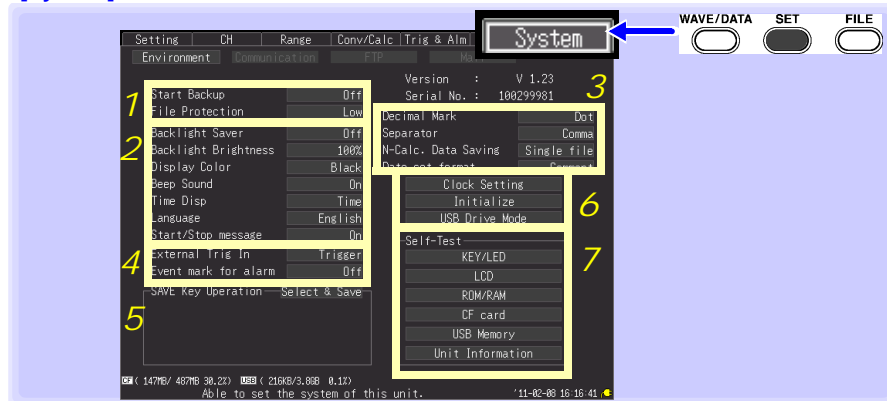 WAVE/DATA SET FILE
Setting CH Range Conv/Calc Trig & Alm System
Environment Communication FTP
Version : V 1.23
Serial No. : 100299981
1
Start Backup Off
File Protection Low
2
Backlight Saver Off
Backlight Brightness 100%
Display Color Black
Beep Sound On
Time Disp Time
Language English
Start/Stop message On
4
External Trig In Trigger
Event mark for alarm Off
5
SAVE Key Operation Select & Save
3
Decimal Mark Dot
Separator Comma
N-Calc. Data Saving Single file
Date set format Comment
6
Clock Setting
Initialize
USB Drive Mode
7
Self-Test
KEY/LED
LCD
ROM/RAM
CF card
USB Memory
Unit Information
CF ( 147MB/ 487MB 30.2%) USB ( 216KB/3.8GB 0.1%)
Able to set the system of this unit. '11-02-08 16:16:41